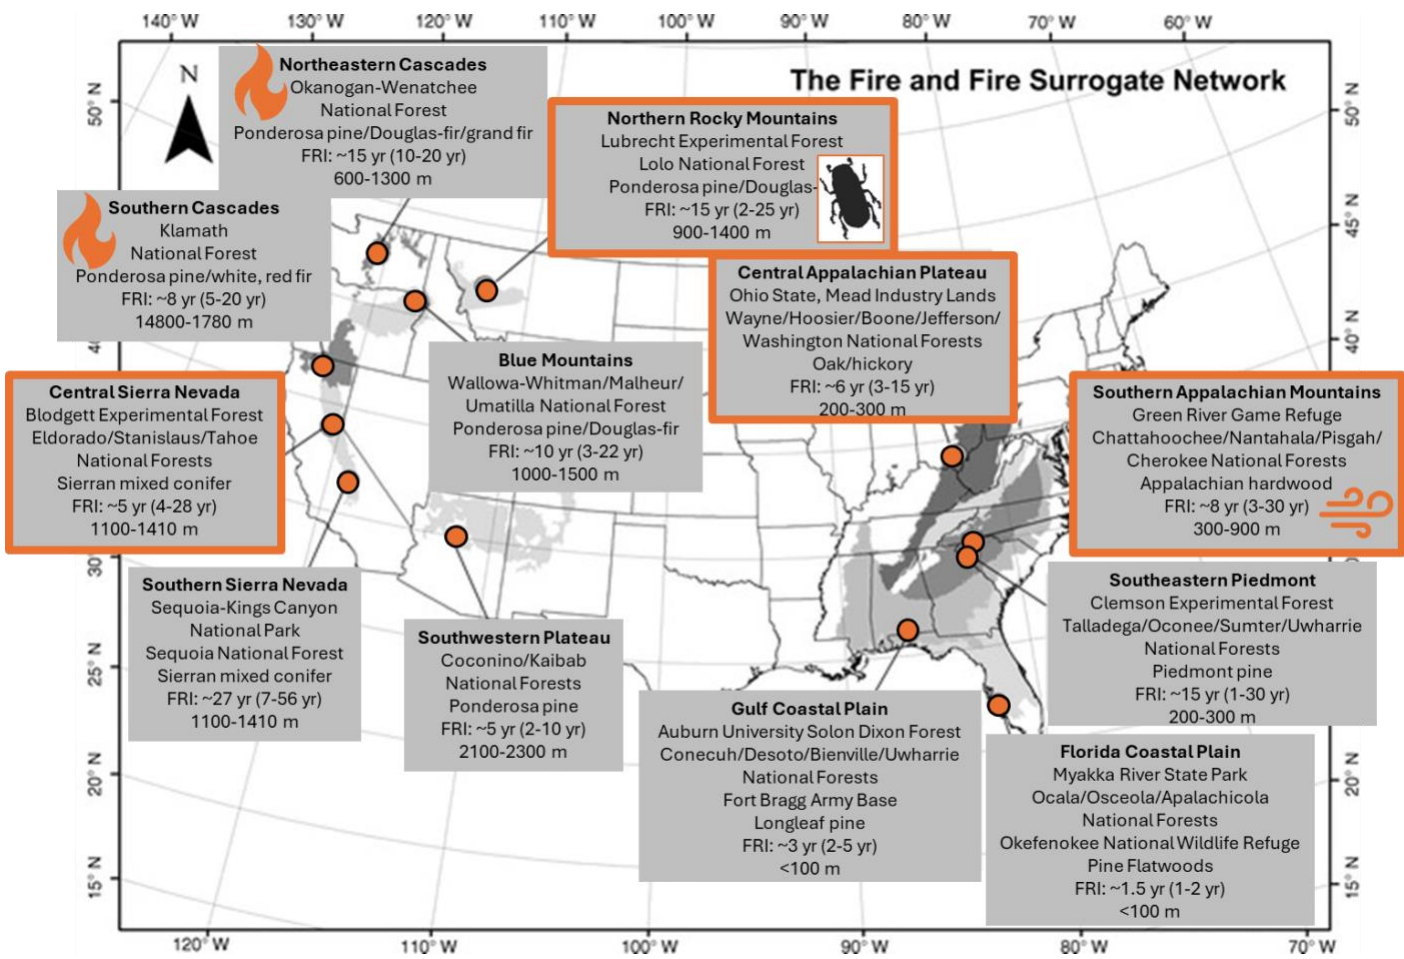 140° W
130° W
120° W
110° W
100° W
90° W
80° W
70° W
60° W
The Fire and Fire Surrogate Network
N
50° N
45° N
40° N
20° N
15° N
50° N
4
30°
25° N
20° N
15° N
Northeastern Cascades
Okanogan-Wenatchee
National Forest
Ponderosa pine/Douglas-fir/grand fir
FRI: ~15 yr (10-20 yr)
600-1300 m
Northern Rocky Mountains
Lubrecht Experimental Forest
Lolo National Forest
Ponderosa pine/Douglas-
FRI: ~15 yr (2-25 yr)
900-1400 m
Southern Cascades
Klamath
National Forest
Ponderosa pine/white, red fir
FRI: ~8 yr (5-20 yr)
14800-1780 m
Central Appalachian Plateau
Ohio State, Mead Industry Lands
Wayne/Hoosier/Boone/Jefferson/
Washington National Forests
Oak/hickory
FRI: ~6 yr (3-15 yr)
200-300 m
Blue Mountains
Wallowa-Whitman/Malheur/
Umatilla National Forest
Ponderosa pine/Douglas-fir
FRI: ~10 yr (3-22 yr)
1000-1500 m
Central Sierra Nevada
Blodgett Experimental Forest
Eldorado/Stanislaus/Tahoe
National Forests
Sierran mixed conifer
FRI: ~5 yr (4-28 yr)
1100-1410 m
Southern Appalachian Mountains
Green River Game Refuge
Chattahoochee/Nantahala/Pisgah/
Cherokee National Forests
Appalachian hardwood
FRI: ~8 yr (3-30 yr)
300-900 m
Southern Sierra Nevada
Sequoia-Kings Canyon
National Park
Sequoia National Forest
Sierran mixed conifer
FRI: ~27 yr (7-56 yr)
1100-1410 m
Southwestern Plateau
Coconino/Kaibab
National Forests
Ponderosa pine
FRI: ~5 yr (2-10 yr)
2100-2300 m
Southeastern Piedmont
Clemson Experimental Forest
Talladega/Oconee/Sumter/Uwharrie
National Forests
Piedmont pine
FRI: ~15 yr (1-30 yr)
200-300 m
Gulf Coastal Plain
Auburn University Solon Dixon Forest
Conecuh/Desoto/Bienville/Uwharrie
National Forests
Fort Bragg Army Base
Longleaf pine
FRI: ~3 yr (2-5 yr)
<100 m
Florida Coastal Plain
Myakka River State Park
Ocala/Osceola/Apalachicola
National Forests
Okefenokee National Wildlife Refuge
Pine Flatwoods
FRI: ~1.5 yr (1-2 yr)
<100 m
120° W
110° W
100° W
90° W
80° W
70° W